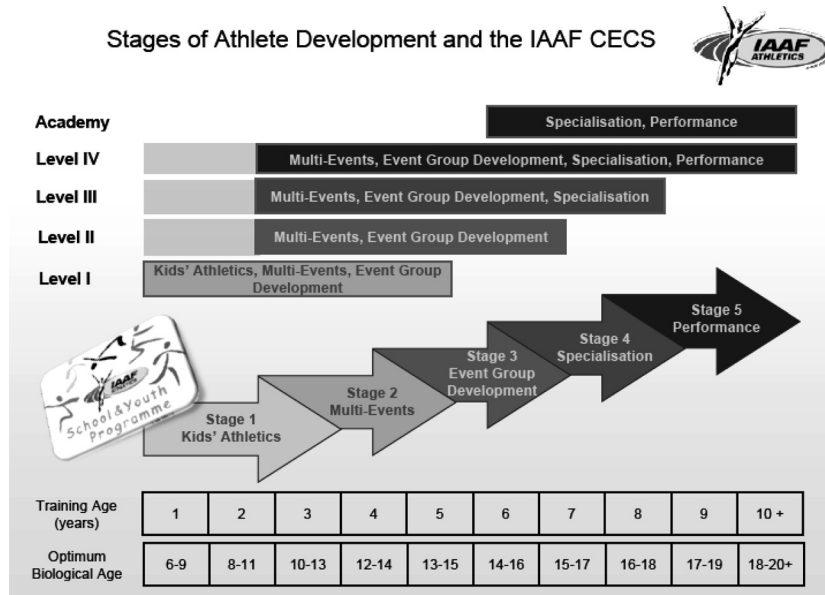 Stages of Athlete Development and the IAAF CECS
IAAF
ATHLETICS
Academy
Specialisation, Performance
Level IV
Multi-Events, Event Group Development, Specialisation, Performance
Level III
Multi-Events, Event Group Development, Specialisation
Level II
Multi-Events, Event Group Development
Level I
Kids' Athletics, Multi-Events, Event Group
Development
Stage 5
Performance
Stage 4
Specialisation
Stage 3
Event Group
Development
Stage 2
Multi-Events
Stage 1
Kids' Athletics
IAAF
ATHLETICS
School & Youth
Programme
Training Age
(years)
1 2 3 4 5 6 7 8 9 10 +
Optimum
Biological Age
6-9 8-11 10-13 12-14 13-15 14-16 15-17 16-18 17-19 18-20+